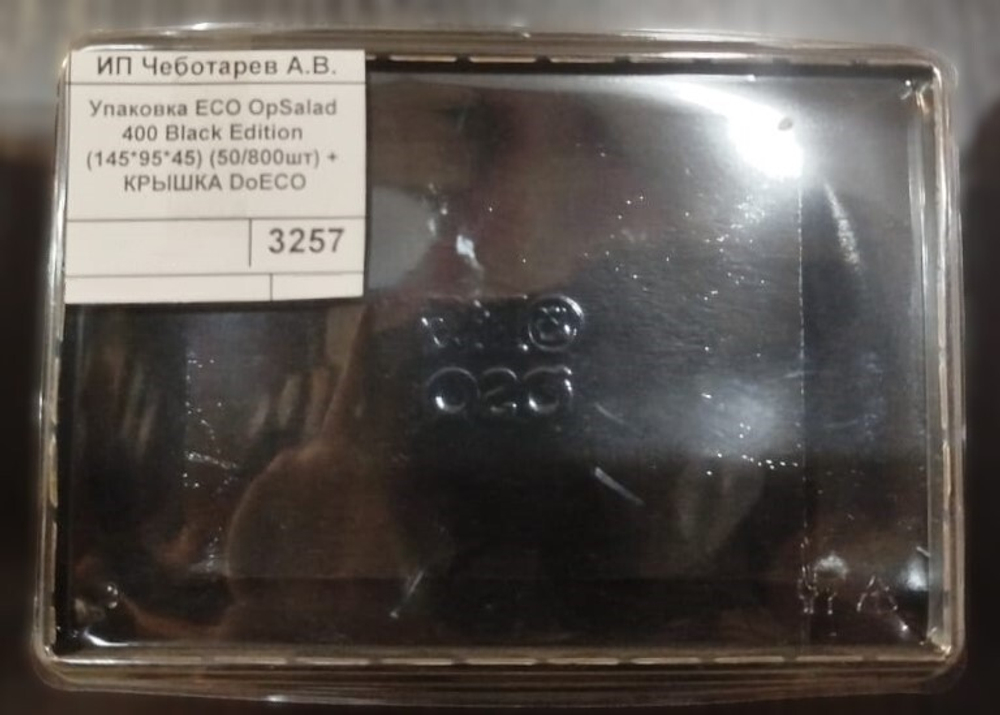 ИП Чеботарев А.В.
Упаковка ECO OpSalad
400 Black Edition
(145*95*45) (50/800шт) +
КРЫШКА DoECO
3257